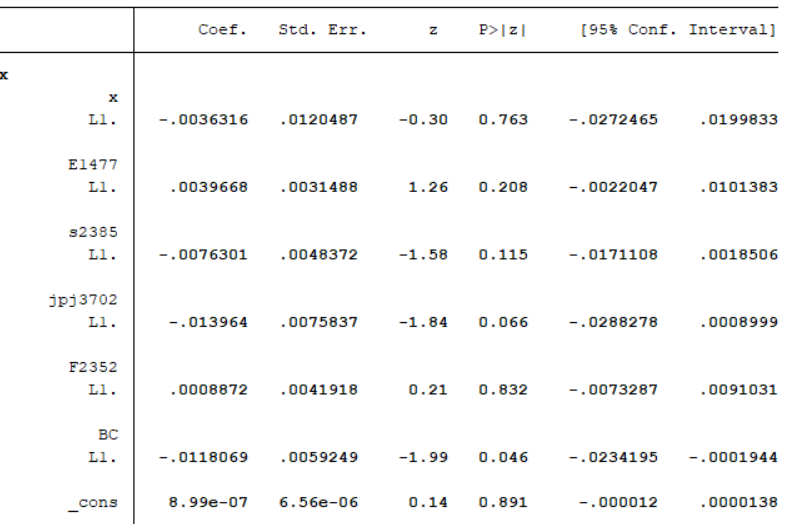 Coef. Std. Err. z P>|z| [95% Conf. Interval]
x
x
L1. -.0036316 .0120487 -0.30 0.763 -.0272465 .0199833
E1477
L1. .0039668 .0031488 1.26 0.208 -.0022047 .0101383
s2385
L1. -.0076301 .0048372 -1.58 0.115 -.0171108 .0018506
jpj3702
L1. -.013964 .0075837 -1.84 0.066 -.0288278 .0008999
F2352
L1. .0008872 .0041918 0.21 0.832 -.0073287 .0091031
BC
L1. -.0118069 .0059249 -1.99 0.046 -.0234195 -.0001944
_cons 8.99e-07 6.56e-06 0.14 0.891 -.000012 .0000138